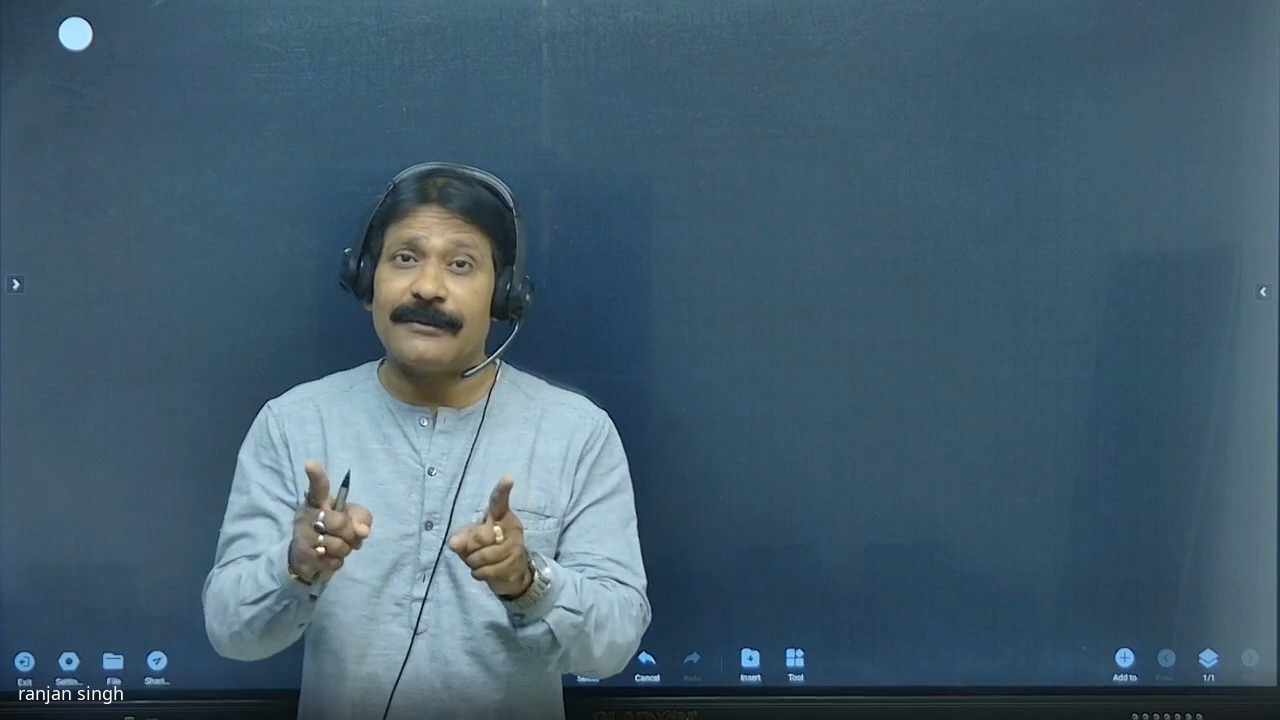 Exit
File
Cancel
Redo
Insert
Tool
Add to
1/1
ranjan singh